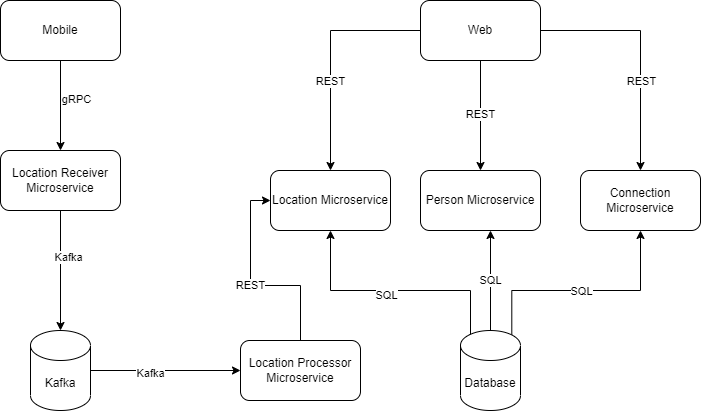 Mobile
Web
REST
REST
gRPC
REST
Location Receiver
Microservice
Location Microservice
Person Microservice
Connection
Microservice
Kafka
REST
SQL
SQL
SQL
Kafka
Kafka
Location Processor
Microservice
Database